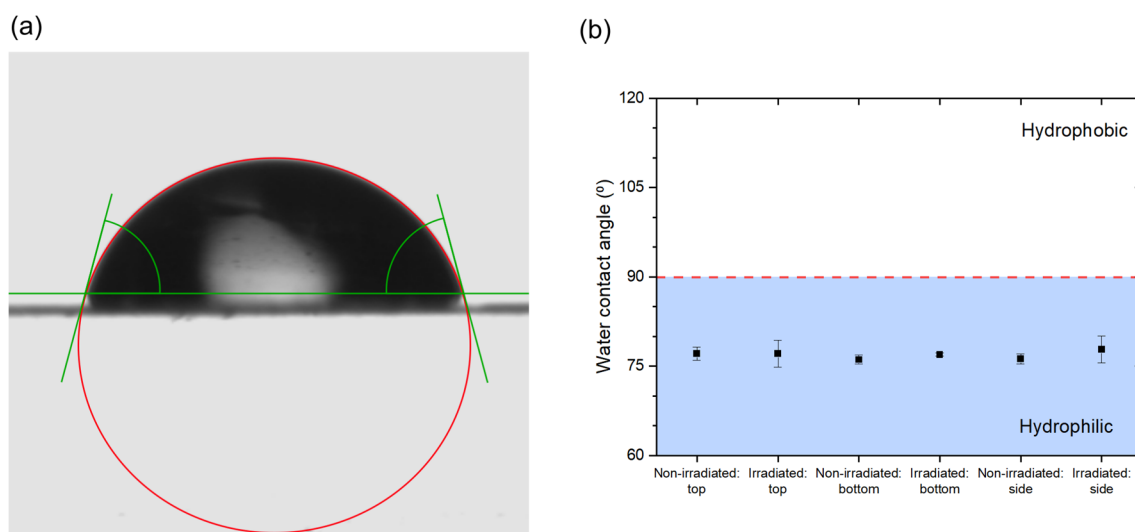 (a)
(b)
Water contact angle (º)
120
105
90
75
60
Hydrophobic
Hydrophilic
Non-irradiated:
top
Irradiated:
top
Non-irradiated:
bottom
Irradiated:
bottom
Non-irradiated:
side
Irradiated:
side